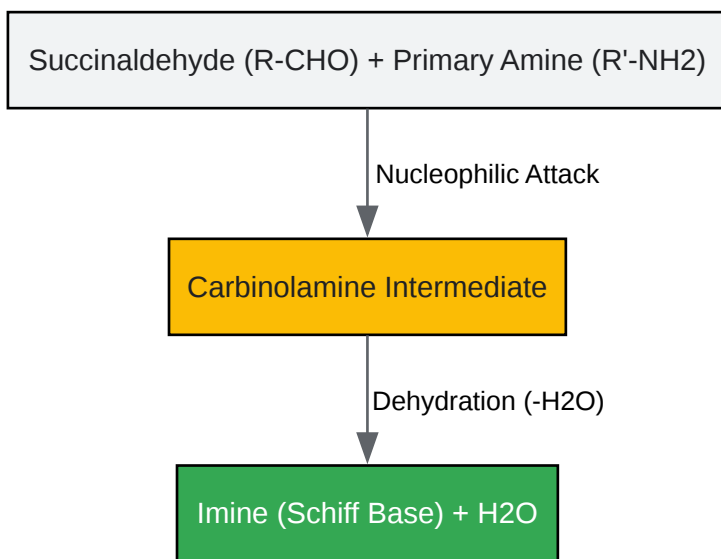 Succinaldehyde (R-CHO) + Primary Amine (R'-NH2)
Nucleophilic Attack
Carbinolamine Intermediate
Dehydration (-H2O)
Imine (Schiff Base) + H2O